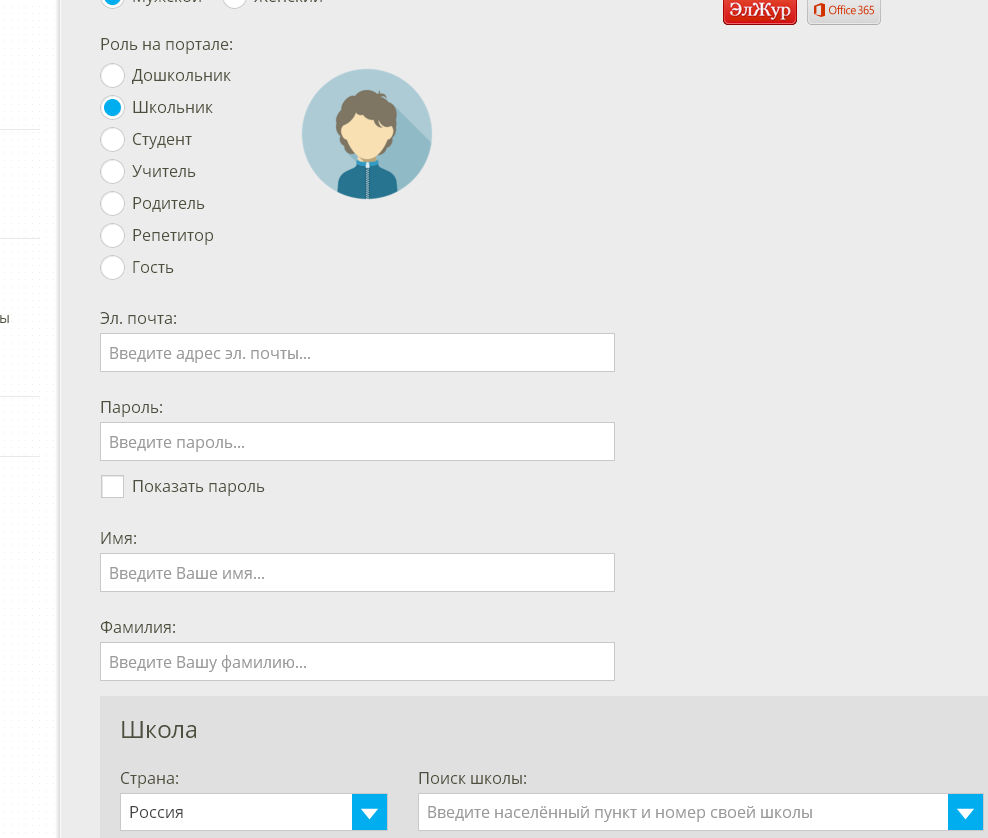 Мужской Женский
ЭлЖур Office 365
Роль на портале:
Дошкольник
Школьник
Студент
Учитель
Родитель
Репетитор
Гость
ы
Эл. почта:
Введите адрес эл. почты...
Пароль:
Введите пароль...
Показать пароль
Имя:
Введите Ваше имя...
Фамилия:
Введите Вашу фамилию...
Школа
Страна: Поиск школы:
Россия Введите населённый пункт и номер своей школы